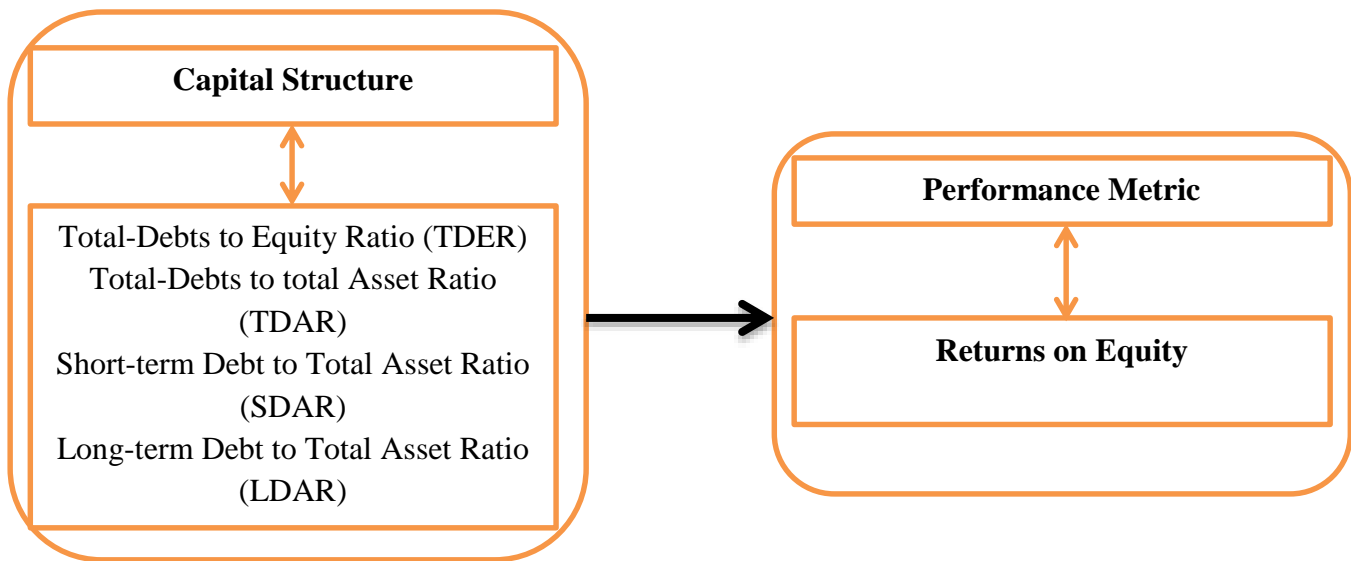 Capital Structure
Total-Debts to Equity Ratio (TDER)
Total-Debts to total Asset Ratio
(TDAR)
Short-term Debt to Total Asset Ratio
(SDAR)
Long-term Debt to Total Asset Ratio
(LDAR)
Performance Metric
Returns on Equity